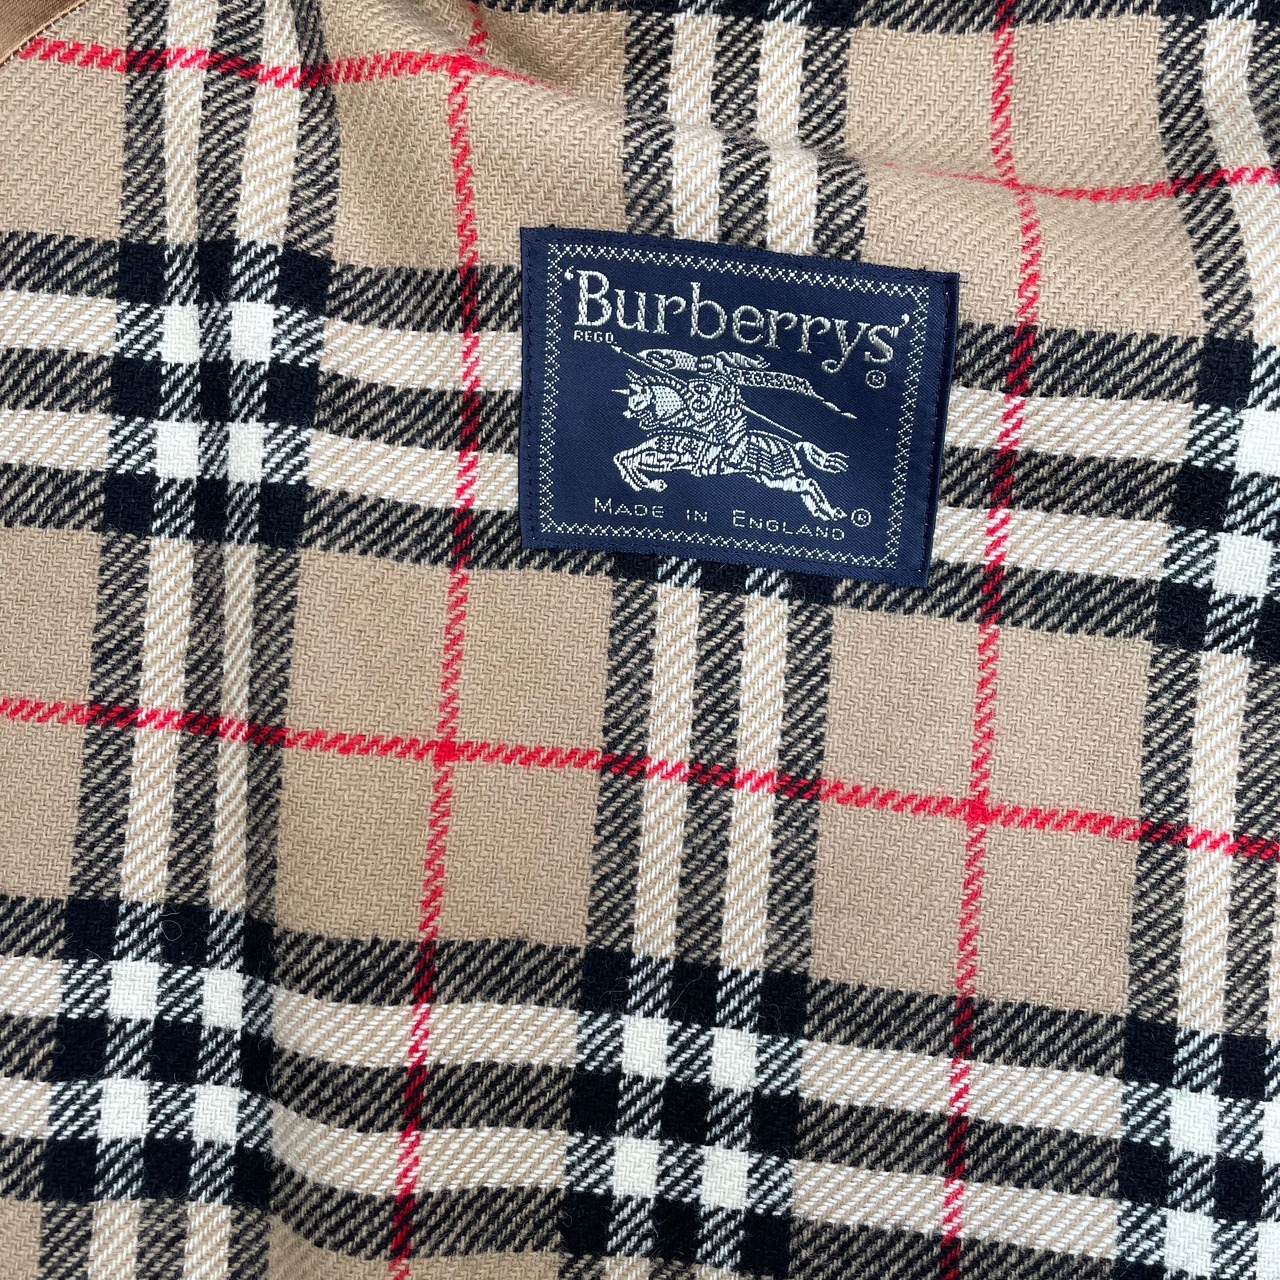 ‘Burberrys’
REGD.
®
PRORSUM
MADE IN ENGLAND
®